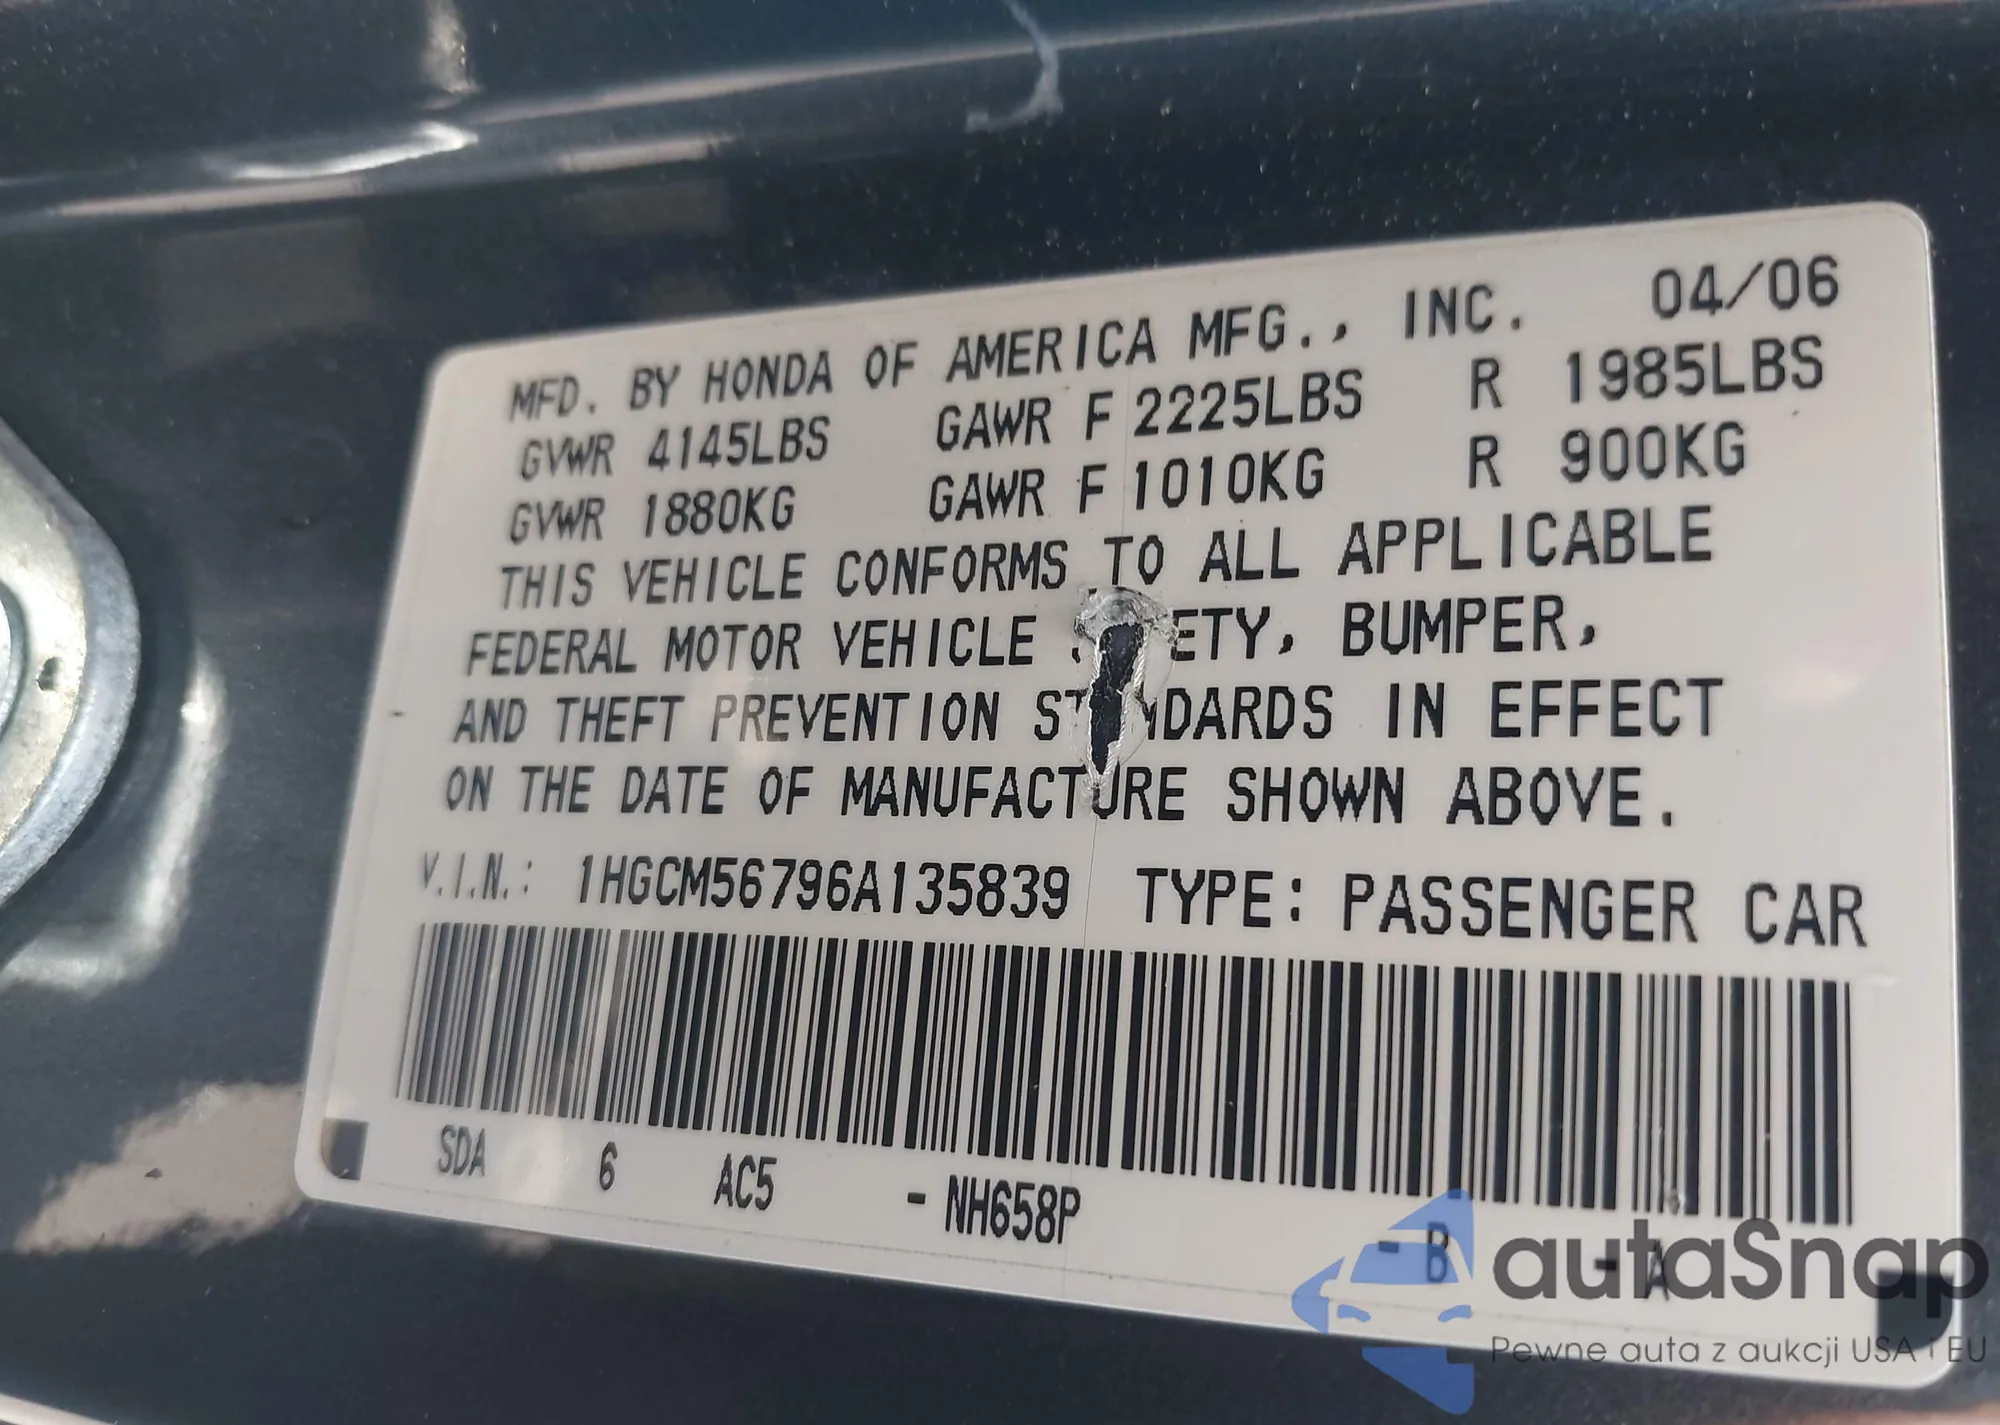 MFD. BY HONDA OF AMERICA MFG., INC. 04/06
GVWR 4145LBS GAWR F 2225LBS R 1985LBS
GVWR 1880KG GAWR F 1010KG R 900KG
THIS VEHICLE CONFORMS TO ALL APPLICABLE
FEDERAL MOTOR VEHICLE ETY, BUMPER,
AND THEFT PREVENTION ST NDARDS IN EFFECT
ON THE DATE OF MANUFACTURE SHOWN ABOVE.
V.I.N.: 1HGCM56796A135839 TYPE: PASSENGER CAR
SDA 6 AC5 - NH658P - B - A
autaSnap
Pewne auta z aukcji USA i EU